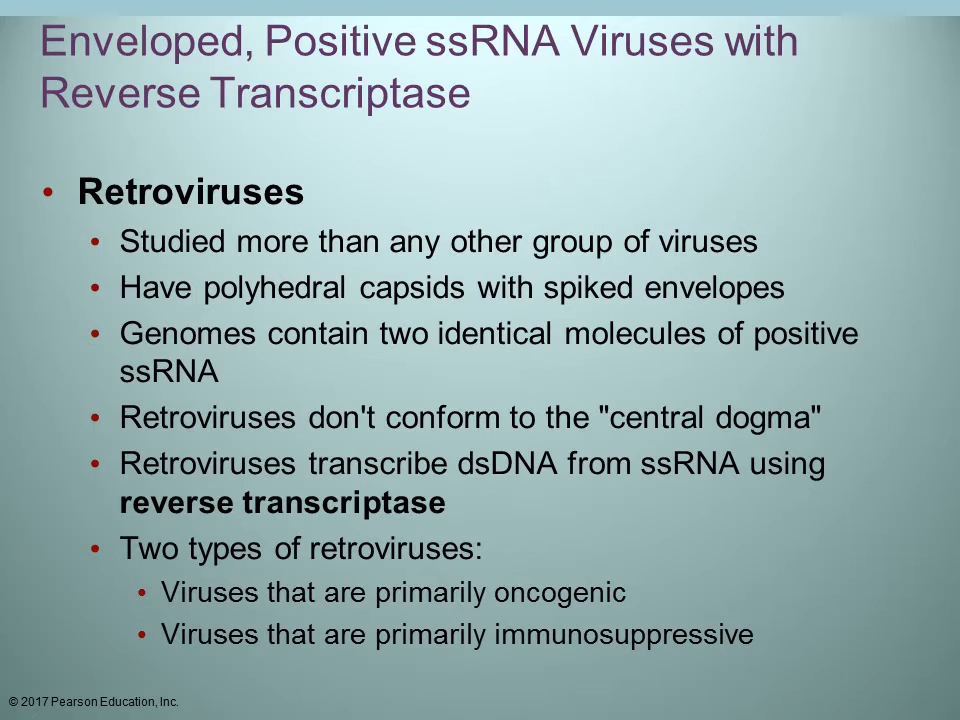 Enveloped, Positive ssRNA Viruses with
Reverse Transcriptase
• Retroviruses
• Studied more than any other group of viruses
• Have polyhedral capsids with spiked envelopes
• Genomes contain two identical molecules of positive
ssRNA
• Retroviruses don't conform to the "central dogma"
• Retroviruses transcribe dsDNA from ssRNA using
reverse transcriptase
• Two types of retroviruses:
• Viruses that are primarily oncogenic
• Viruses that are primarily immunosuppressive
© 2017 Pearson Education, Inc.